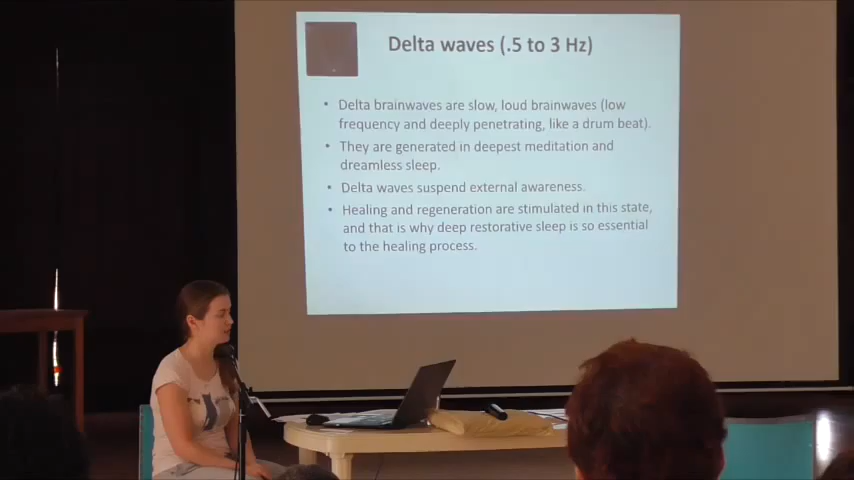 Delta waves (.5 to 3 Hz)
• Delta brainwaves are slow, loud brainwaves (low
frequency and deeply penetrating, like a drum beat).
• They are generated in deepest meditation and
dreamless sleep.
• Delta waves suspend external awareness.
• Healing and regeneration are stimulated in this state,
and that is why deep restorative sleep is so essential
to the healing process.